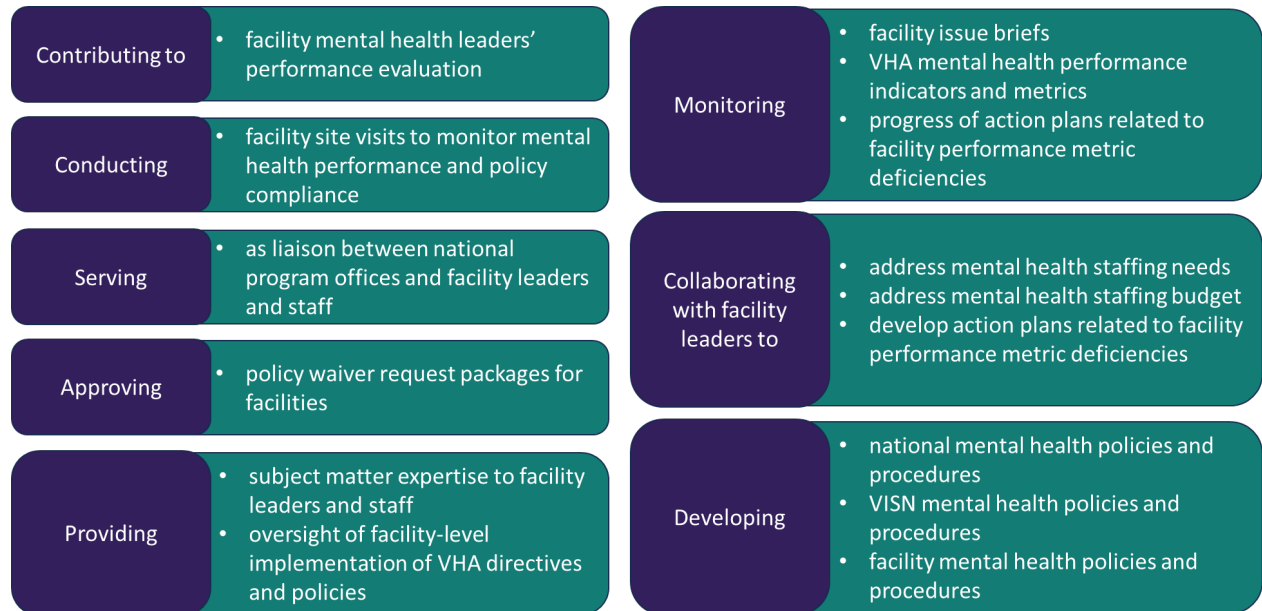 Contributing to
• facility mental health leaders’
performance evaluation
Conducting
• facility site visits to monitor mental
health performance and policy
compliance
Serving
• as liaison between national
program offices and facility leaders
and staff
Approving
• policy waiver request packages for
facilities
Providing
• subject matter expertise to facility
leaders and staff
• oversight of facility-level
implementation of VHA directives
and policies
Monitoring
• facility issue briefs
• VHA mental health performance
indicators and metrics
• progress of action plans related to
facility performance metric
deficiencies
Collaborating
with facility
leaders to
• address mental health staffing needs
• address mental health staffing budget
• develop action plans related to facility
performance metric deficiencies
Developing
• national mental health policies and
procedures
• VISN mental health policies and
procedures
• facility mental health policies and
procedures